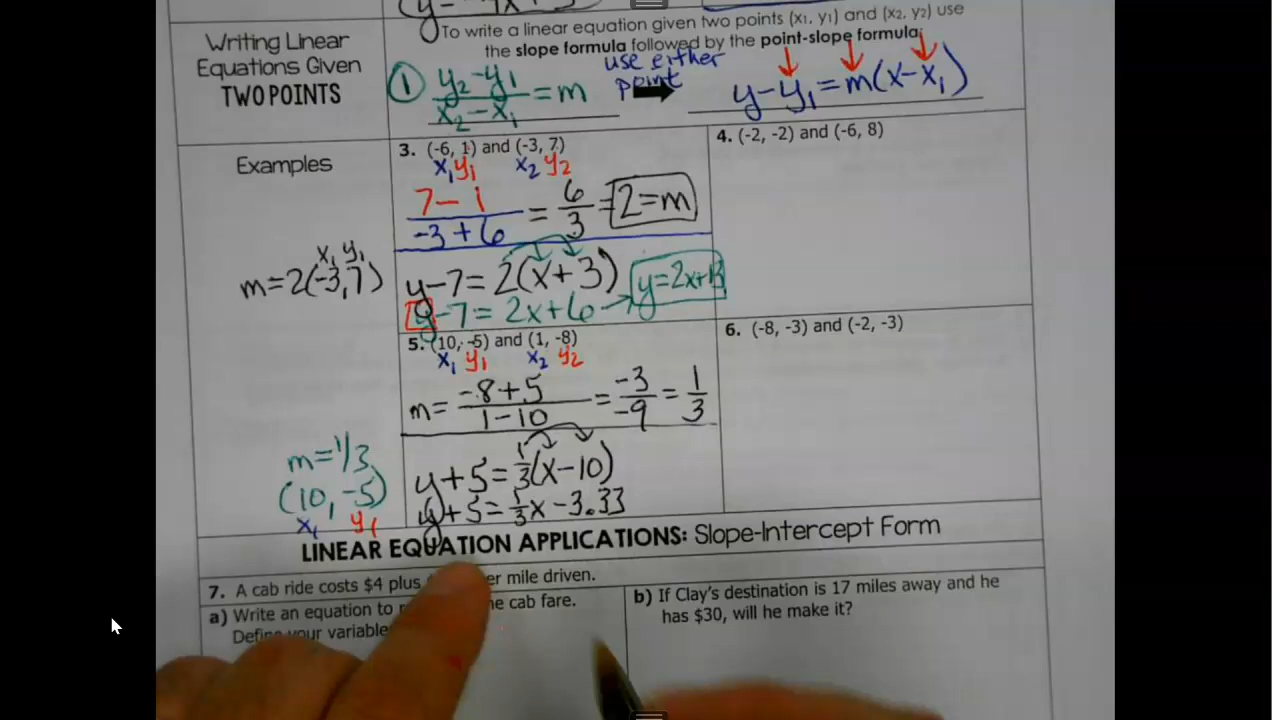 To write a linear equation given two points (x₁, y₁) and (x₂, y₂) use
the slope formula followed by the point-slope formula.
Writing Linear
Equations Given
TWO POINTS
① y₂-y₁/x₂-x₁ = m
use either
point
y-y₁=m(x-x₁)
Examples
3. (-6, 1) and (-3, 7)
x₁ y₁ x₂ y₂
7-1/-3+6 = 6/3 = 2=m
x₁ y₁
m=2(-3,7)
y-7=2(x+3)
y-7=2x+6 → y=2x+13
4. (-2, -2) and (-6, 8)
5. (10, -5) and (1, -8)
x₁ y₁ x₂ y₂
m= -8+5/1-10 = -3/-9 = 1/3
m=1/3
(10, -5)
x₁ y₁
y+5=1/3(x-10)
y+5=1/3x-3.33
6. (-8, -3) and (-2, -3)
LINEAR EQUATION APPLICATIONS: Slope-Intercept Form
7. A cab ride costs $4 plus mile driven.
a) Write an equation to cab fare.
Define your
b) If Clay's destination is 17 miles away and he
has $30, will he make it?